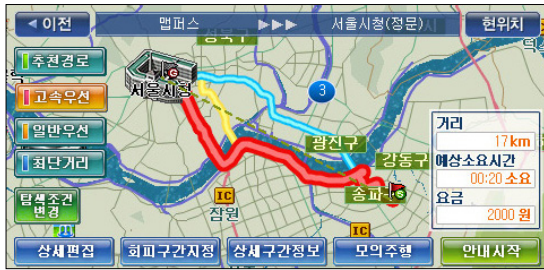 ◄ 이전
맵퍼스 ▶▶▶ 서울시청(정문)
현위치
성북구
추천경로
고속우선
일반우선
최단거리
탐색조건
변경
서울시청
3
광진구
강동구
송파구
IC
잠원
IC
거리
17km
예상소요시간
00:20 소요
요금
2000 원
상세편집
회피구간지정
상세구간정보
모의주행
안내시작